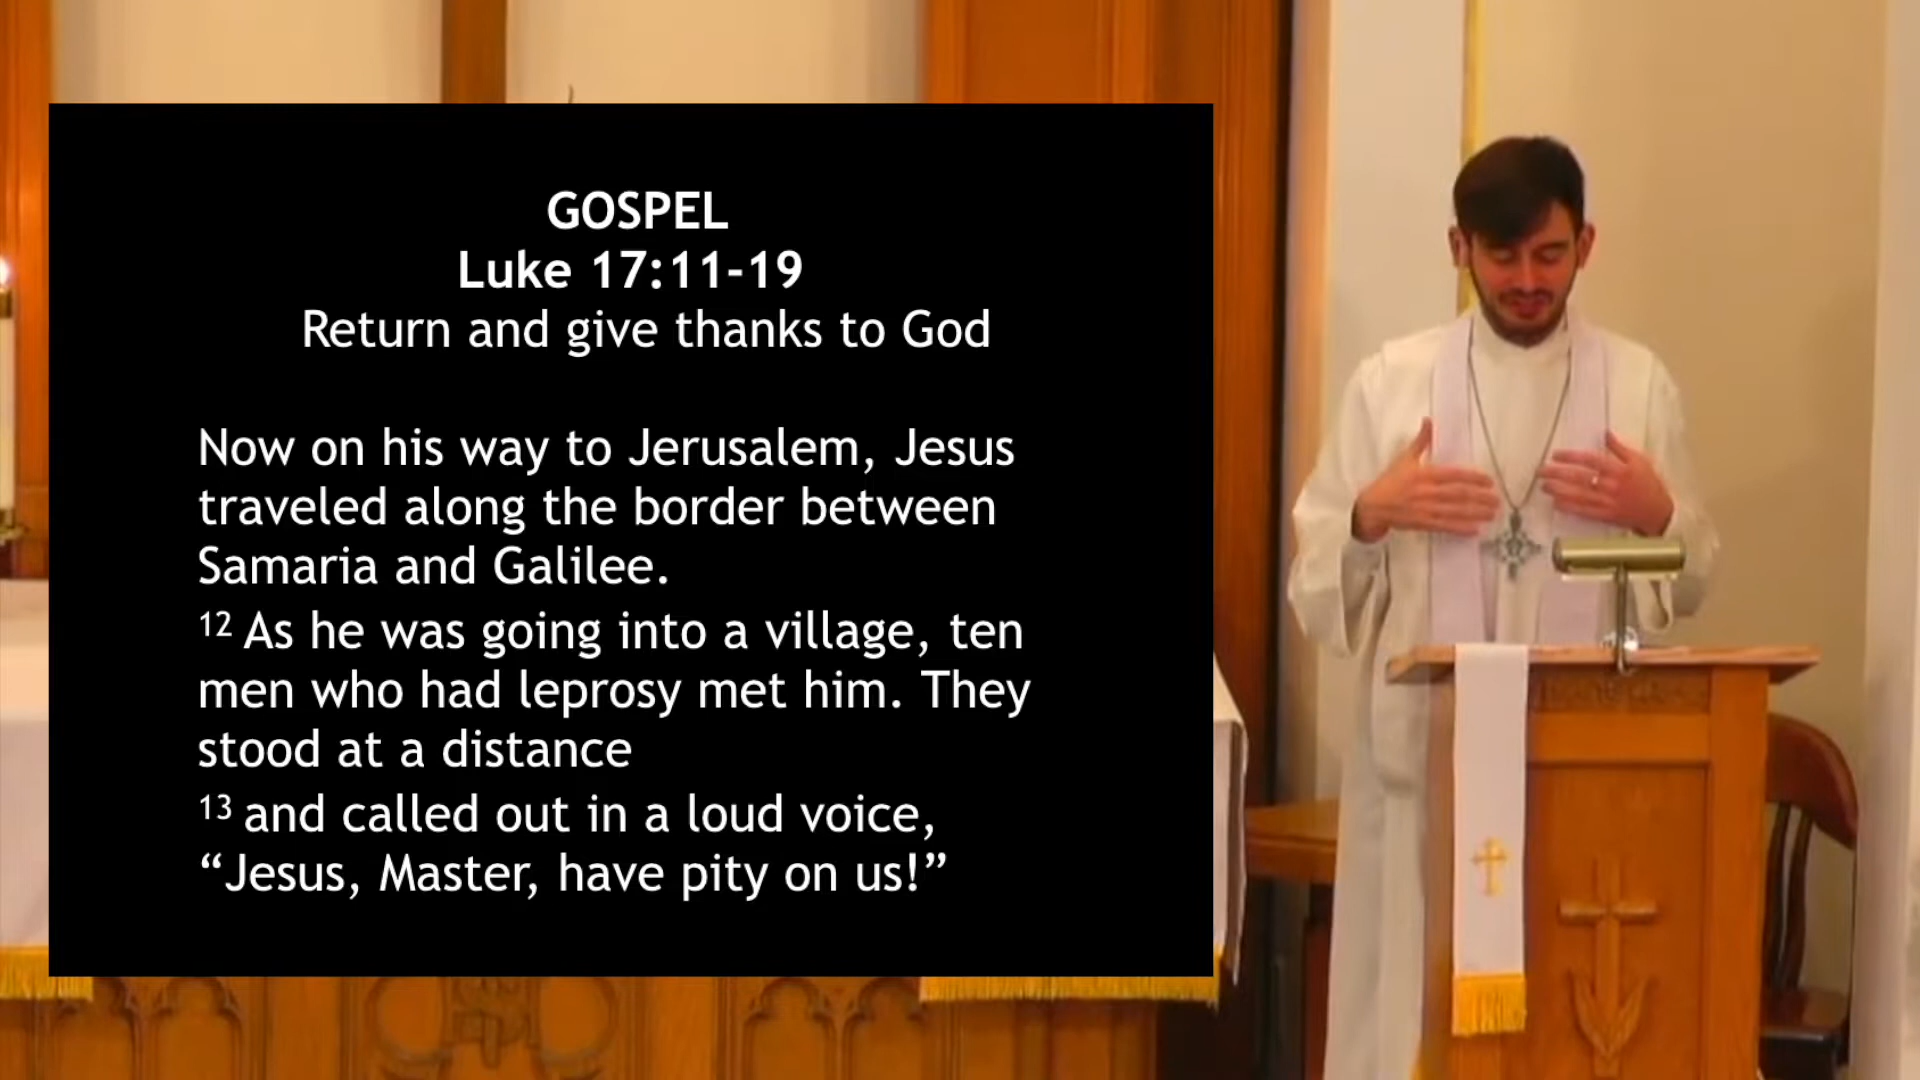 GOSPEL
Luke 17:11-19
Return and give thanks to God
Now on his way to Jerusalem, Jesus
traveled along the border between
Samaria and Galilee.
12 As he was going into a village, ten
men who had leprosy met him. They
stood at a distance
13 and called out in a loud voice,
“Jesus, Master, have pity on us!”